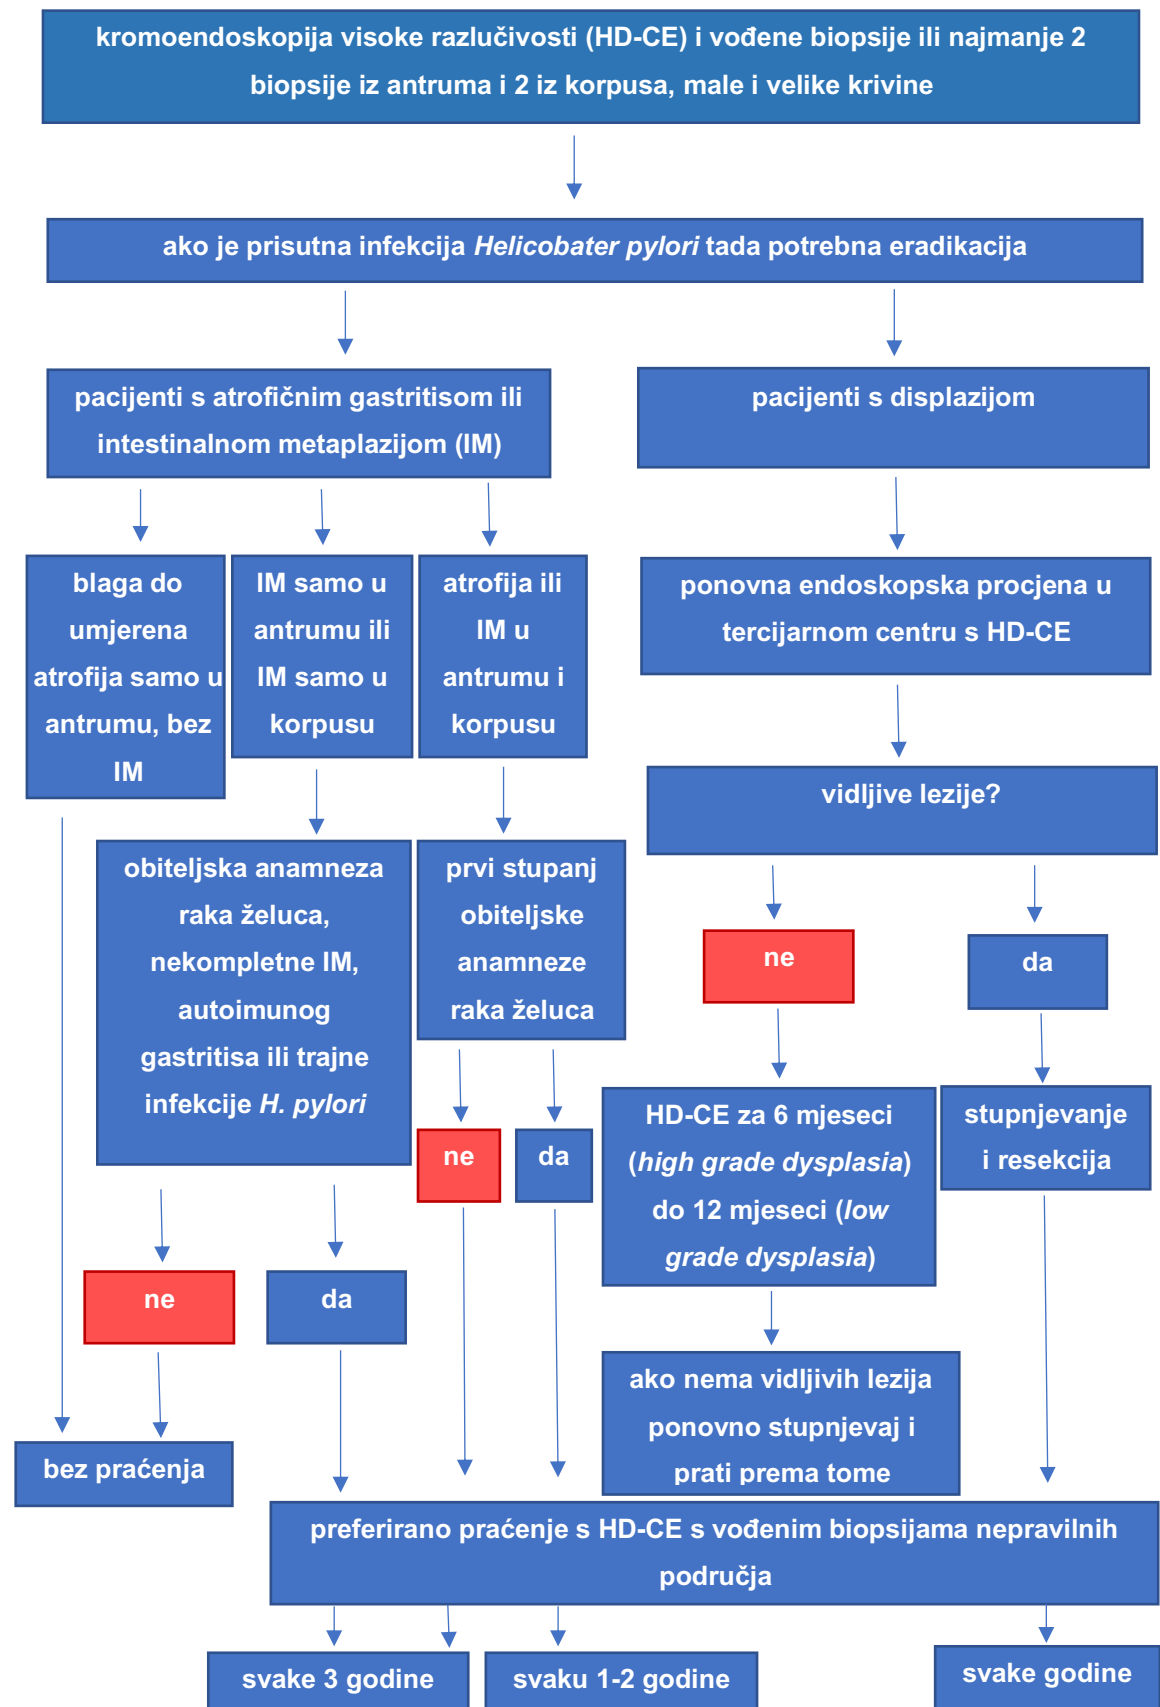 kromoendoskopija visoke razlučivosti (HD-CE) i vođene biopsije ili najmanje 2
biopsije iz antruma i 2 iz korpusa, male i velike krivine
ako je prisutna infekcija Helicobater pylori tada potrebna eradikacija
pacijenti s atrofičnim gastritisom ili
intestinalnom metaplazijom (IM)
pacijenti s displazijom
blaga do
umjerena
atrofija samo u
antrumu, bez
IM
IM samo u
antrumu ili
IM samo u
korpusu
atrofija ili
IM u
antrumu i
korpusu
ponovna endoskopska procjena u
tercijarnom centru s HD-CE
vidljive lezije?
obiteljska anamneza
raka želuca,
nekompletne IM,
autoimunog
gastritisa ili trajne
infekcije H. pylori
prvi stupanj
obiteljske
anamneze
raka želuca
ne
da
HD-CE za 6 mjeseci
(high grade dysplasia)
do 12 mjeseci (low
grade dysplasia)
stupnjevanje
i resekcija
ne
da
ne
da
ako nema vidljivih lezija
ponovno stupnjevaj i
prati prema tome
bez praćenja
preferirano praćenje s HD-CE s vođenim biopsijama nepravilnih
područja
svake 3 godine
svaku 1-2 godine
svake godine